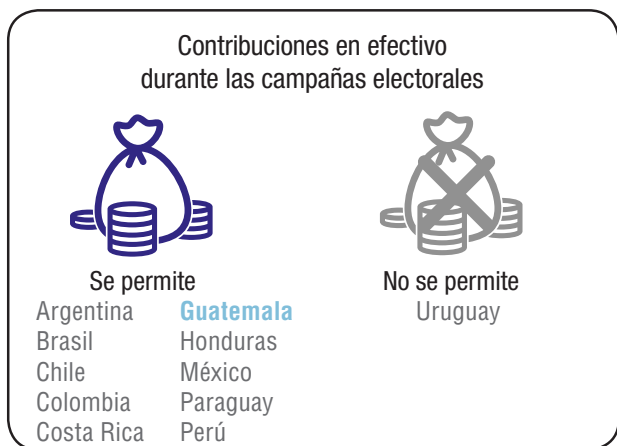 Contribuciones en efectivo
durante las campañas electorales
Se permite
Argentina
Brasil
Chile
Colombia
Costa Rica
Guatemala
Honduras
México
Paraguay
Perú
No se permite
Uruguay